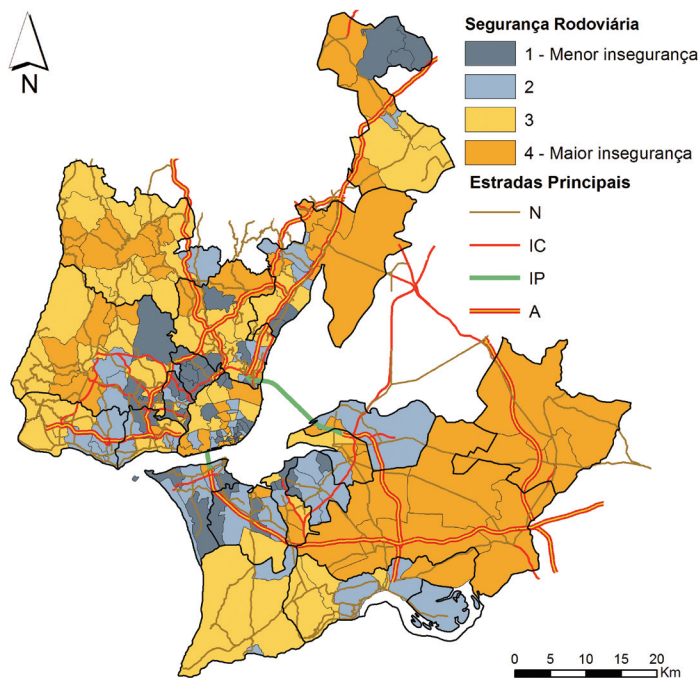 N
Segurança Rodoviária
1 - Menor insegurança
2
3
4 - Maior insegurança
Estradas Principais
N
IC
IP
A
0 5 10 15 20
Km